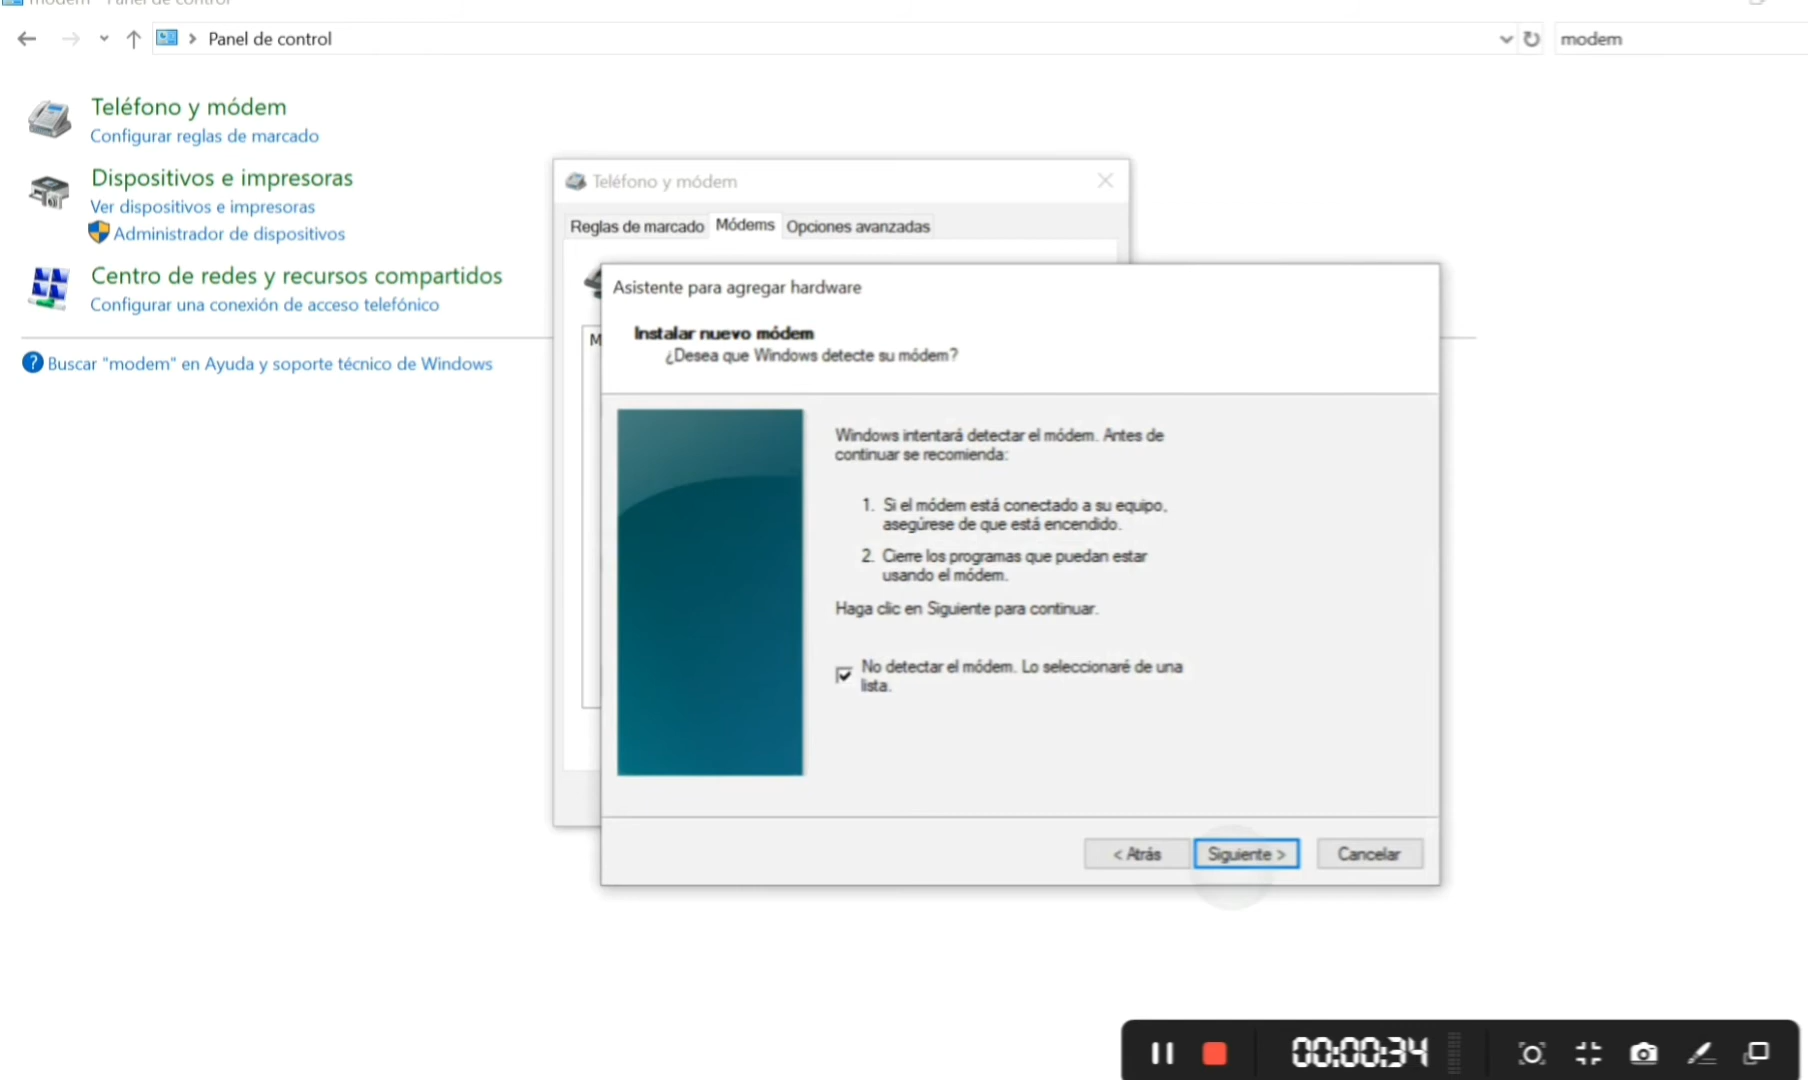 modem - Panel de control
Panel de control
modem
Teléfono y módem
Configurar reglas de marcado
Dispositivos e impresoras
Ver dispositivos e impresoras
Administrador de dispositivos
Centro de redes y recursos compartidos
Configurar una conexión de acceso telefónico
Buscar "modem" en Ayuda y soporte técnico de Windows
Teléfono y módem
Reglas de marcado Módems Opciones avanzadas
M
Asistente para agregar hardware
Instalar nuevo módem
¿Desea que Windows detecte su módem?
Windows intentará detectar el módem. Antes de
continuar se recomienda:
1. Si el módem está conectado a su equipo,
asegúrese de que está encendido.
2. Cierre los programas que puedan estar
usando el módem.
Haga clic en Siguiente para continuar.
No detectar el módem. Lo seleccionaré de una
lista.
< Atrás Siguiente > Cancelar
00:00:34